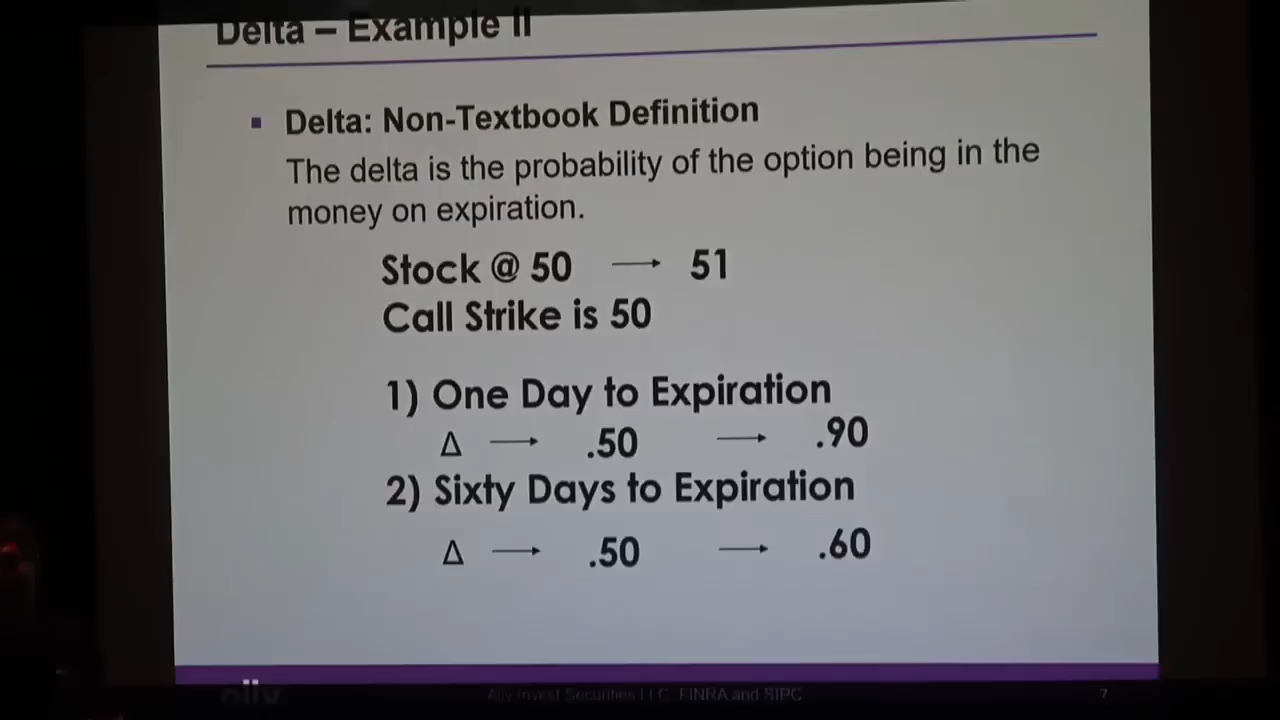 Delta – Example II
▪ Delta: Non-Textbook Definition
The delta is the probability of the option being in the
money on expiration.
Stock @ 50 → 51
Call Strike is 50
1) One Day to Expiration
Δ → .50 → .90
2) Sixty Days to Expiration
Δ → .50 → .60
ally
Ally Invest Securities LLC, FINRA and SIPC 7